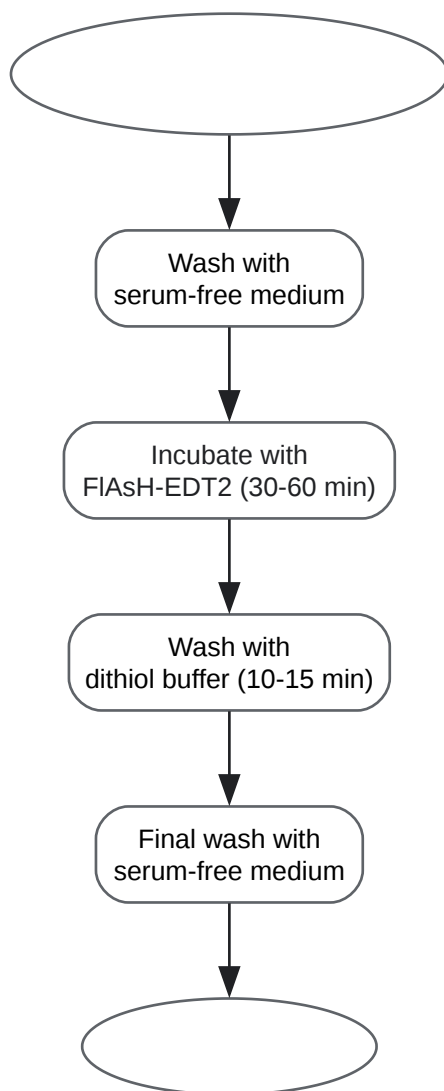 Wash with
serum-free medium
Incubate with
FlAsH-EDT2 (30-60 min)
Wash with
dithiol buffer (10-15 min)
Final wash with
serum-free medium